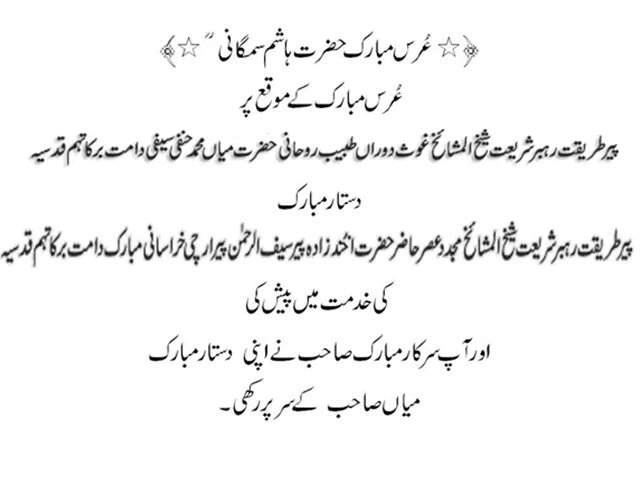 ﴾☆ عُرس مبارک حضرت ہاشم سمگانی ؒ ☆﴿
عُرس مبارک کے موقع پر
پیر طریقت رہبر شریعت شیخ المشائخ غوث دوراں طبیب روحانی حضرت میاں محمد حنفی سیفی دامت برکاتہم قدسیہ
دستار مبارک
پیر طریقت رہبر شریعت شیخ المشائخ مجدد عصر حاضر حضرت اخندزادہ پیر سیف الرحمٰن پیر ارچی خراسانی مبارک دامت برکاتہم قدسیہ
کی خدمت میں پیش کی
اور آپ سرکار مبارک صاحب نے اپنی دستار مبارک
میاں صاحب کے سر پر رکھی ۔